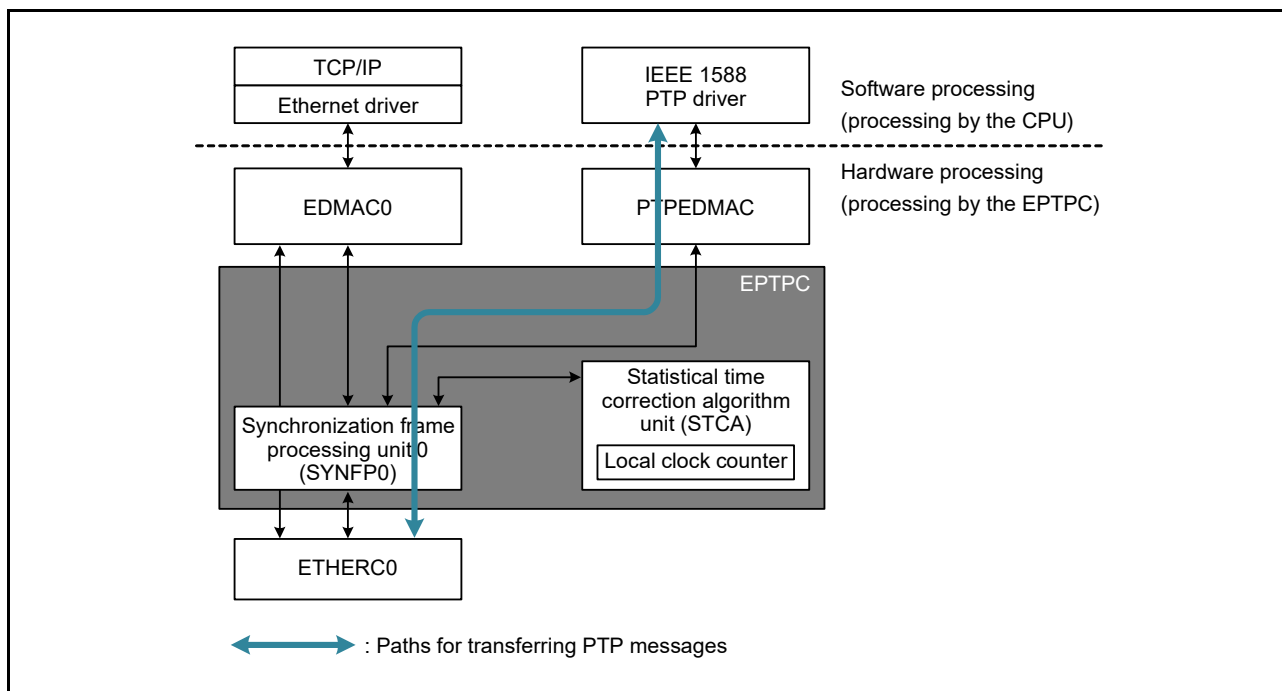 TCP/IP
Ethernet driver
IEEE 1588
PTP driver
Software processing
(processing by the CPU)
Hardware processing
(processing by the EPTPC)
EDMAC0
PTPEDMAC
EPTPC
Synchronization frame
processing unit 0
(SYNFP0)
Statistical time
correction algorithm
unit (STCA)
Local clock counter
ETHERC0
: Paths for transferring PTP messages